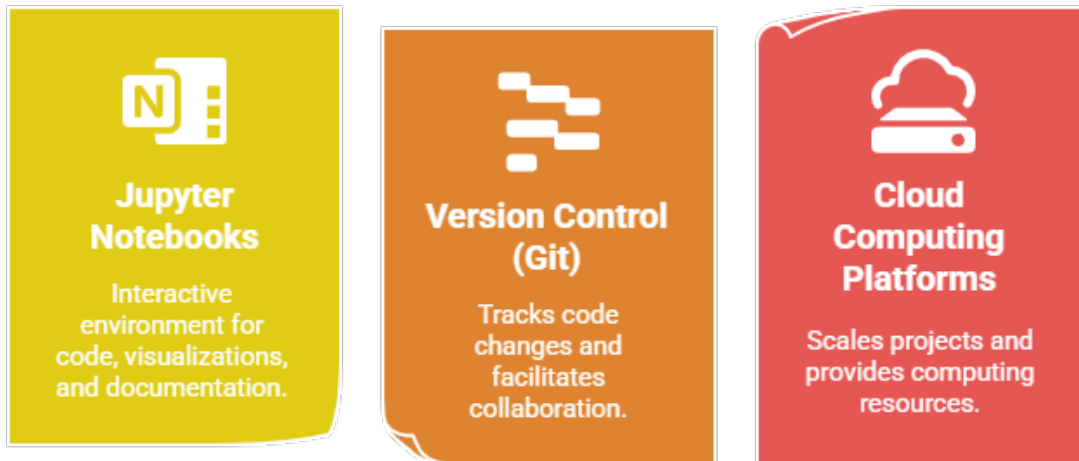 N
Jupyter
Notebooks
Interactive
environment for
code, visualizations,
and documentation.
Version Control
(Git)
Tracks code
changes and
facilitates
collaboration.
Cloud
Computing
Platforms
Scales projects and
provides computing
resources.